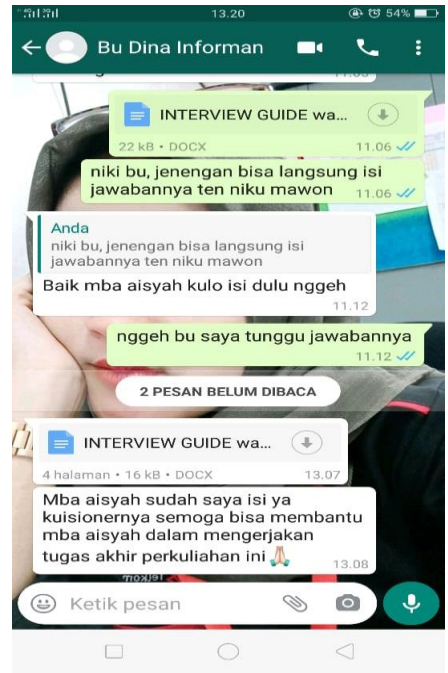 13.20
54%
Bu Dina Informan
INTERVIEW GUIDE wa...
22 kB • DOCX 11.06
niki bu, jenengan bisa langsung isi
jawabannya ten niku mawon 11.06
Anda
niki bu, jenengan bisa langsung isi
jawabannya ten niku mawon
Baik mba aisyah kulo isi dulu nggeh
11.12
nggeh bu saya tunggu jawabannya
11.12
2 PESAN BELUM DIBACA
INTERVIEW GUIDE wa...
4 halaman • 16 kB • DOCX 13.07
Mba aisyah sudah saya isi ya
kuisionernya semoga bisa membantu
mba aisyah dalam mengerjakan
tugas akhir perkuliahan ini 🙏🏻 13.08
Ketik pesan